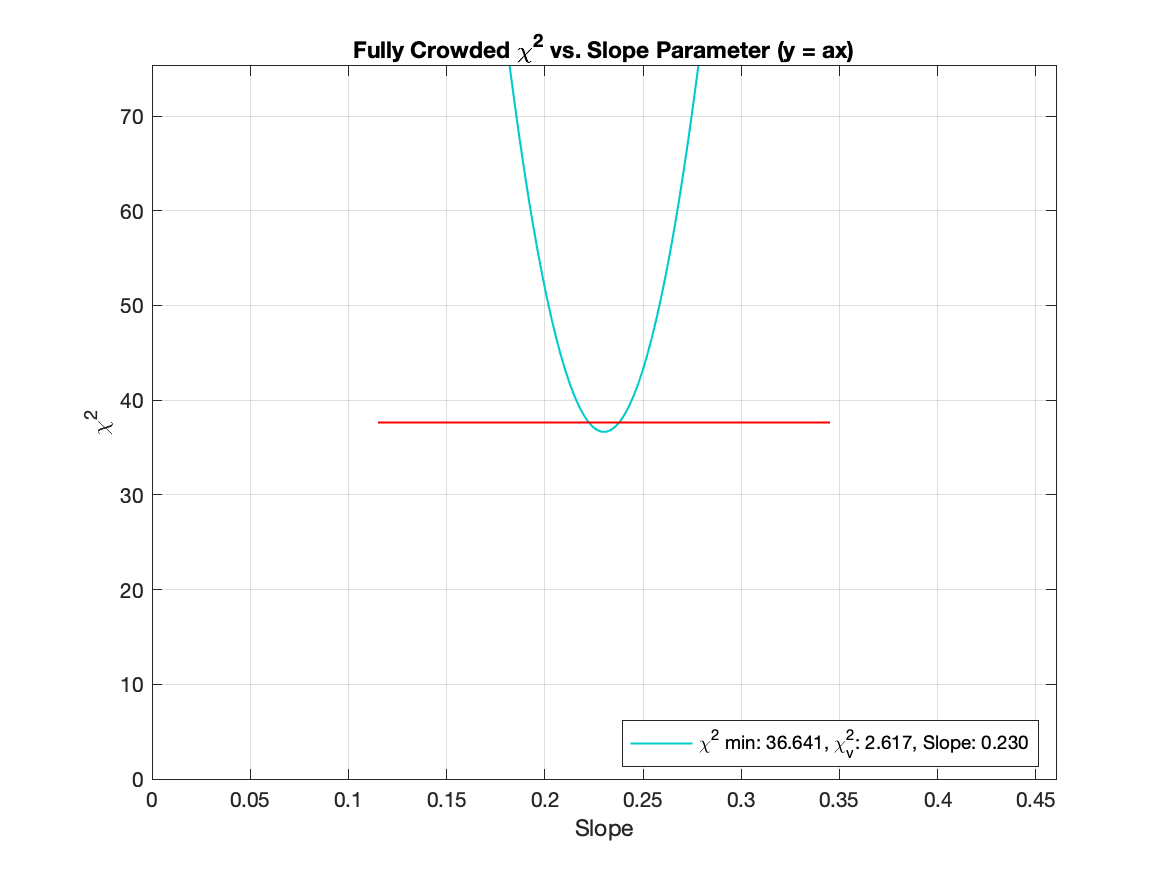 Fully Crowded χ² vs. Slope Parameter (y = ax)
70
60
50
40
30
20
10
0
χ²
χ² min: 36.641, χ²ᵥ: 2.617, Slope: 0.230
0 0.05 0.1 0.15 0.2 0.25 0.3 0.35 0.4 0.45
Slope